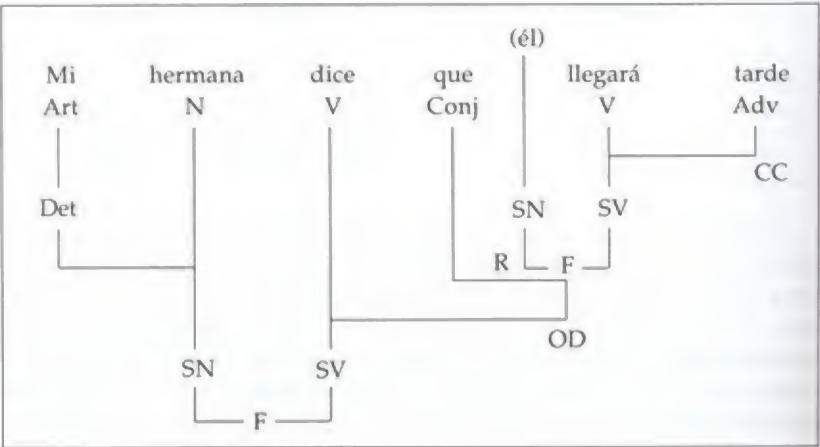 (él)
Mi hermana dice que llegará tarde
Art N V Conj V Adv
CC
Det SN SV
R F
OD
SN SV
F